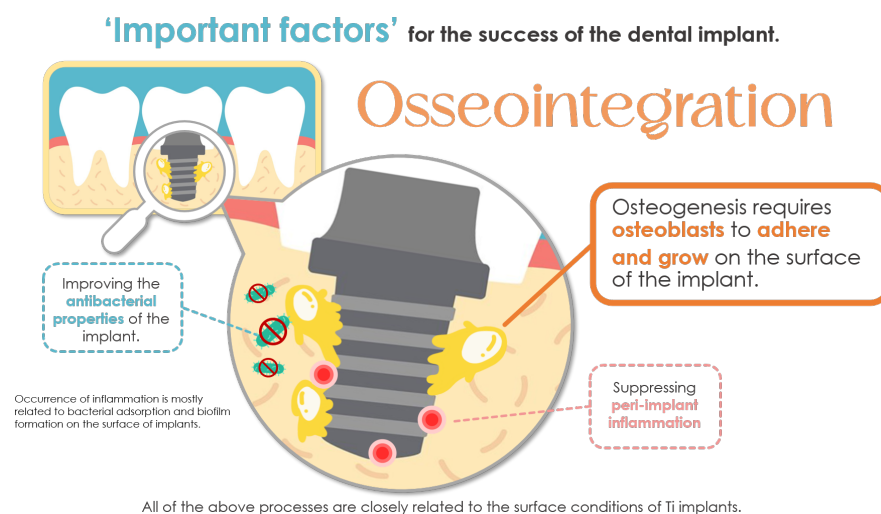 'Important factors' for the success of the dental implant.
Osseointegration
Osteogenesis requires
osteoblasts to adhere
and grow on the surface
of the implant.
Improving the
antibacterial
properties of the
implant.
Occurrence of inflammation is mostly
related to bacterial adsorption and biofilm
formation on the surface of implants.
Suppressing
peri-implant
inflammation
All of the above processes are closely related to the surface conditions of Ti implants.